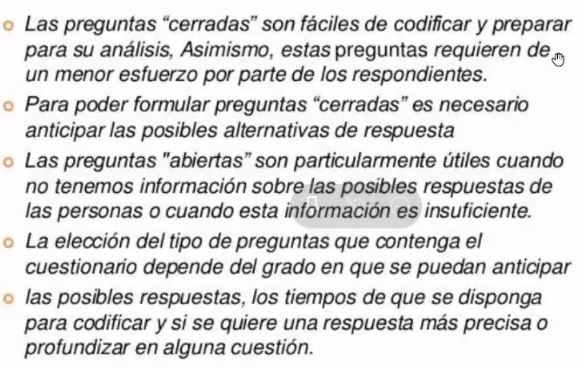 Las preguntas “cerradas” son fáciles de codificar y preparar
para su análisis, Asimismo, estas preguntas requieren de
un menor esfuerzo por parte de los respondientes.
Para poder formular preguntas “cerradas” es necesario
anticipar las posibles alternativas de respuesta
Las preguntas "abiertas” son particularmente útiles cuando
no tenemos información sobre las posibles respuestas de
las personas o cuando esta información es insuficiente.
La elección del tipo de preguntas que contenga el
cuestionario depende del grado en que se puedan anticipar
las posibles respuestas, los tiempos de que se disponga
para codificar y si se quiere una respuesta más precisa o
profundizar en alguna cuestión.